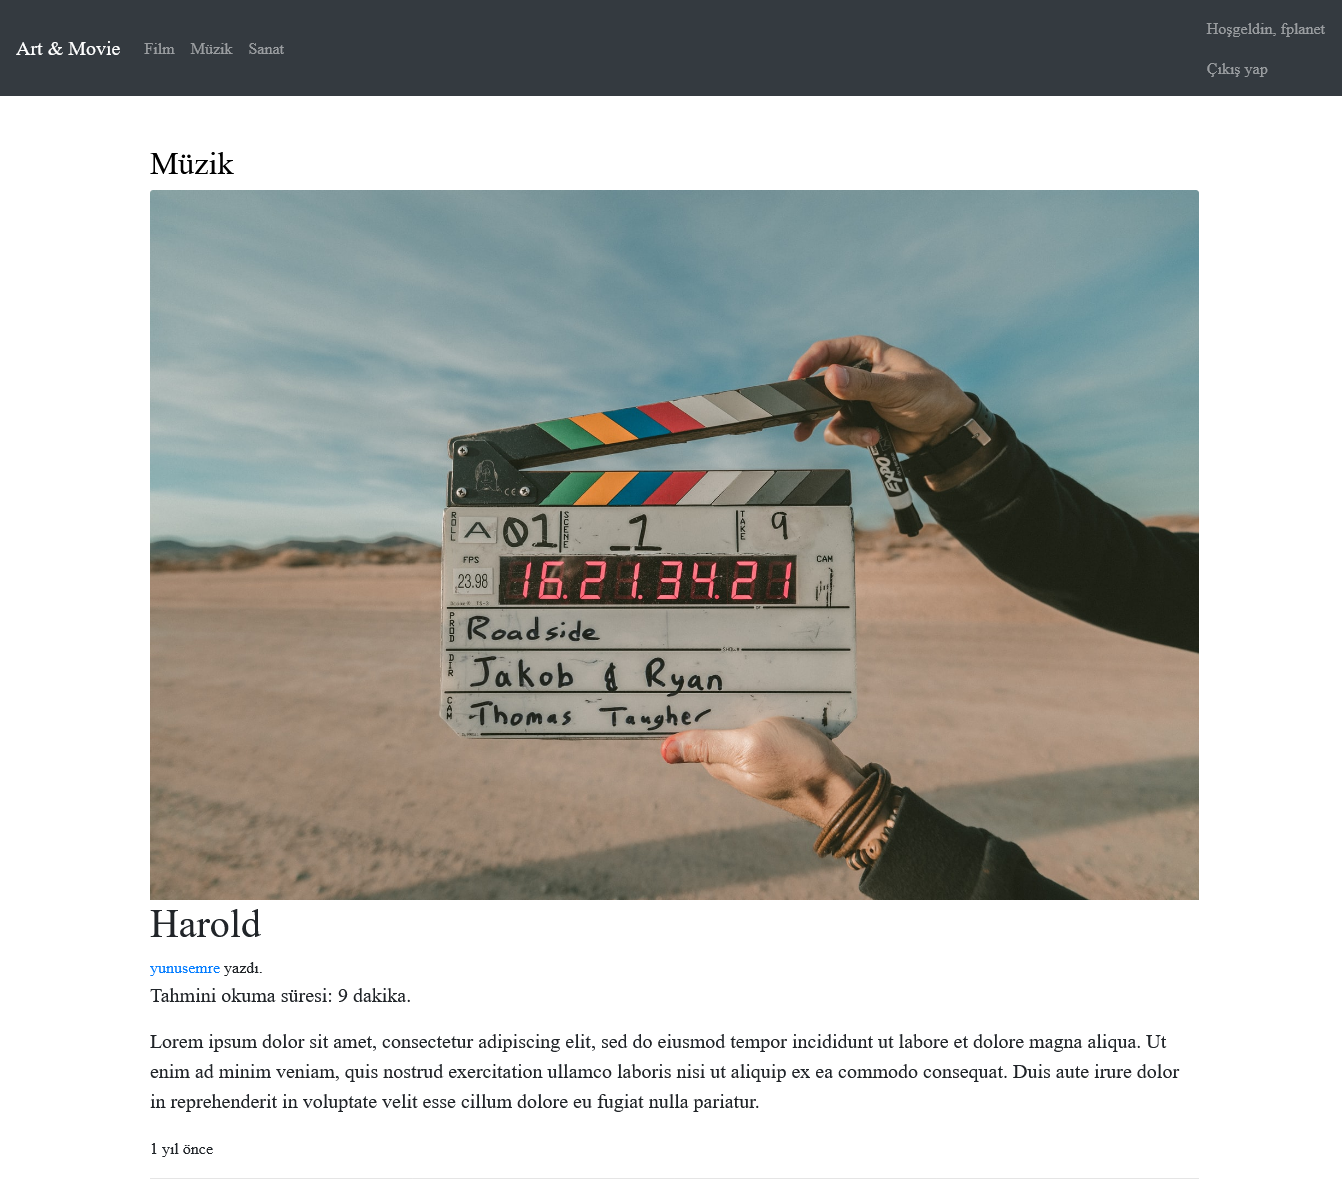 Art & Movie Film Müzik Sanat
Hoşgeldin, fplanet
Çıkış yap
Müzik
EXPO
CE
ROLL A 01 SCENE 1 TAKE 9
FPS CAM
23.98 16.21.34.21
PROD Roadside
DIR Jakob & Ryan
CAM Thomas Taugher
Harold
yunusemre yazdı.
Tahmini okuma süresi: 9 dakika.
Lorem ipsum dolor sit amet, consectetur adipiscing elit, sed do eiusmod tempor incididunt ut labore et dolore magna aliqua. Ut
enim ad minim veniam, quis nostrud exercitation ullamco laboris nisi ut aliquip ex ea commodo consequat. Duis aute irure dolor
in reprehenderit in voluptate velit esse cillum dolore eu fugiat nulla pariatur.
1 yıl önce